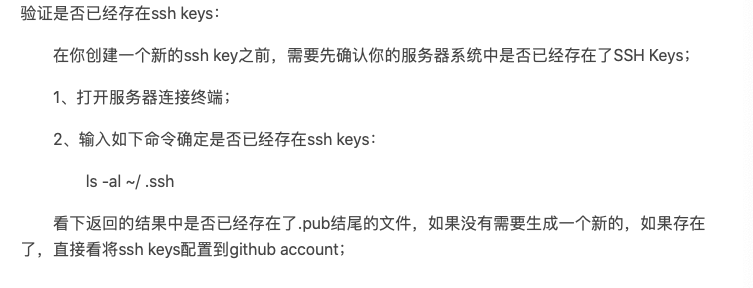 验证是否已经存在ssh keys：
在你创建一个新的ssh key之前，需要先确认你的服务器系统中是否已经存在了SSH Keys；
1、打开服务器连接终端；
2、输入如下命令确定是否已经存在ssh keys：
ls -al ~/ .ssh
看下返回的结果中是否已经存在了.pub结尾的文件，如果没有需要生成一个新的，如果存在
了，直接看将ssh keys配置到github account；